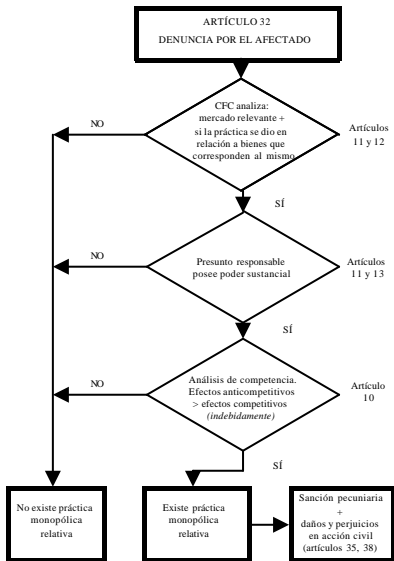 ARTÍCULO 32
DENUNCIA POR EL AFECTADO
CFC analiza:
mercado relevante +
si la práctica se dio en
relación a bienes que
corresponden al mismo
NO
Artículos
11 y 12
SÍ
Presunto responsable
posee poder sustancial
NO
Artículos
11 y 13
SÍ
Análisis de competencia.
Efectos anticompetitivos
> efectos competitivos
(indebidamente)
NO
Artículo
10
SÍ
No existe práctica
monopólica
relativa
Existe práctica
monopólica
relativa
Sanción pecuniaria
+
daños y perjuicios
en acción civil
(artículos 35, 38)